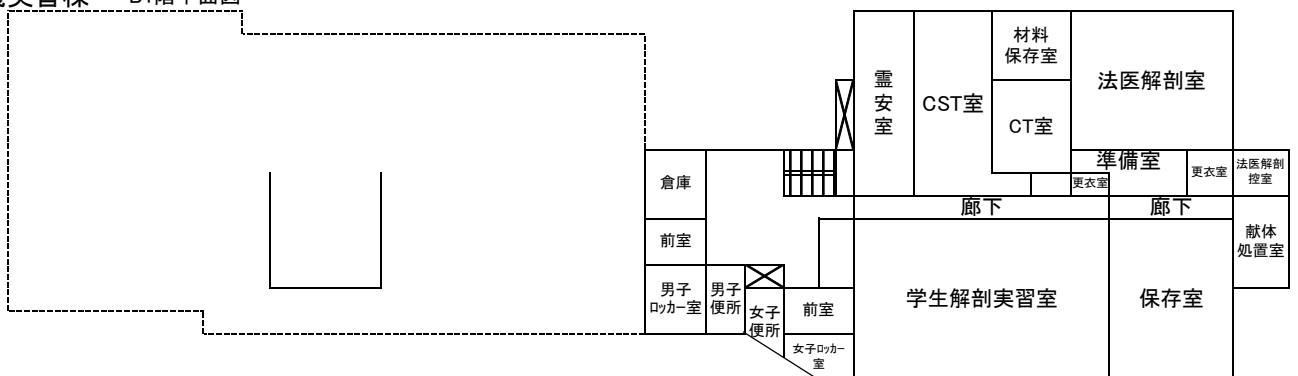 実習棟 B1階平面図
材料
保存室
霊
安
室
CST室
CT室
法医解剖室
準備室
更衣室
更衣室
法医解剖
控室
倉庫
廊下
廊下
前室
献体
処置室
男子
ロッカー室
男子
便所
女子
便所
前室
女子ロッカー
室
学生解剖実習室
保存室